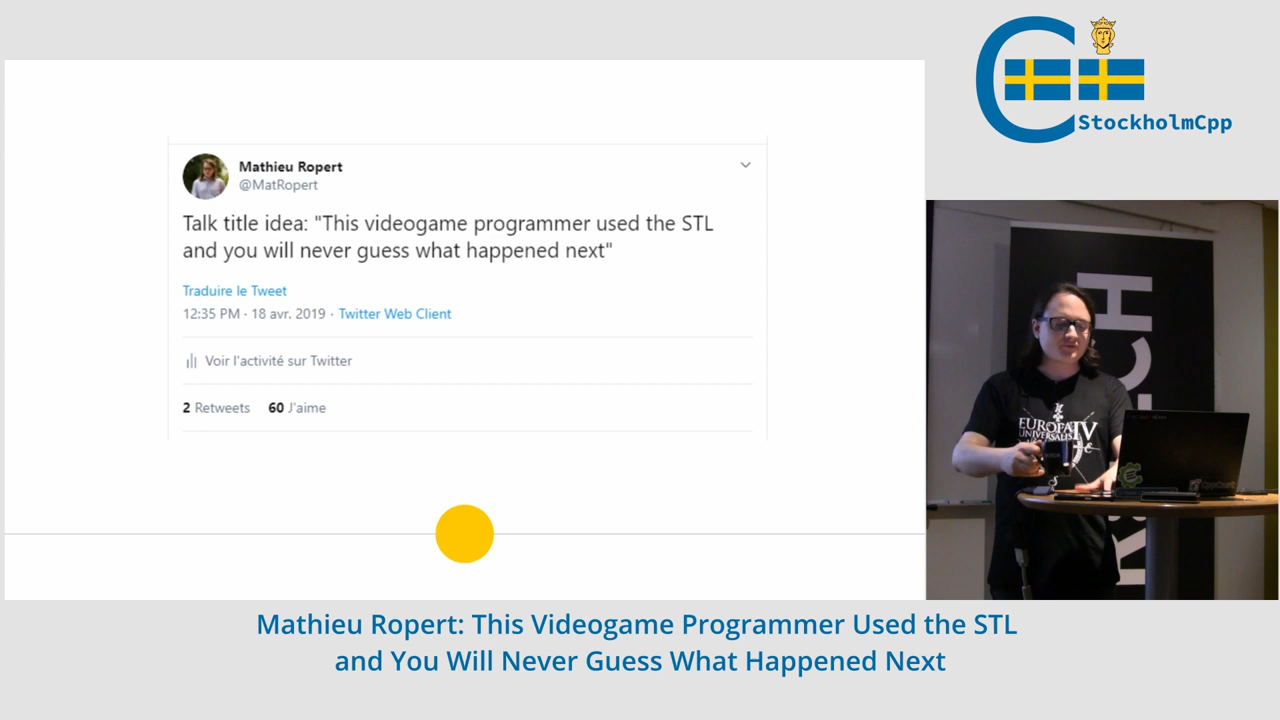 StockholmCpp
Mathieu Ropert
@MatRopert
Talk title idea: "This videogame programmer used the STL
and you will never guess what happened next"
Traduire le Tweet
12:35 PM · 18 avr. 2019 · Twitter Web Client
Voir l'activité sur Twitter
2 Retweets 60 J'aime
EUROPA
UNIVERSALIS IV
Mathieu Ropert: This Videogame Programmer Used the STL
and You Will Never Guess What Happened Next